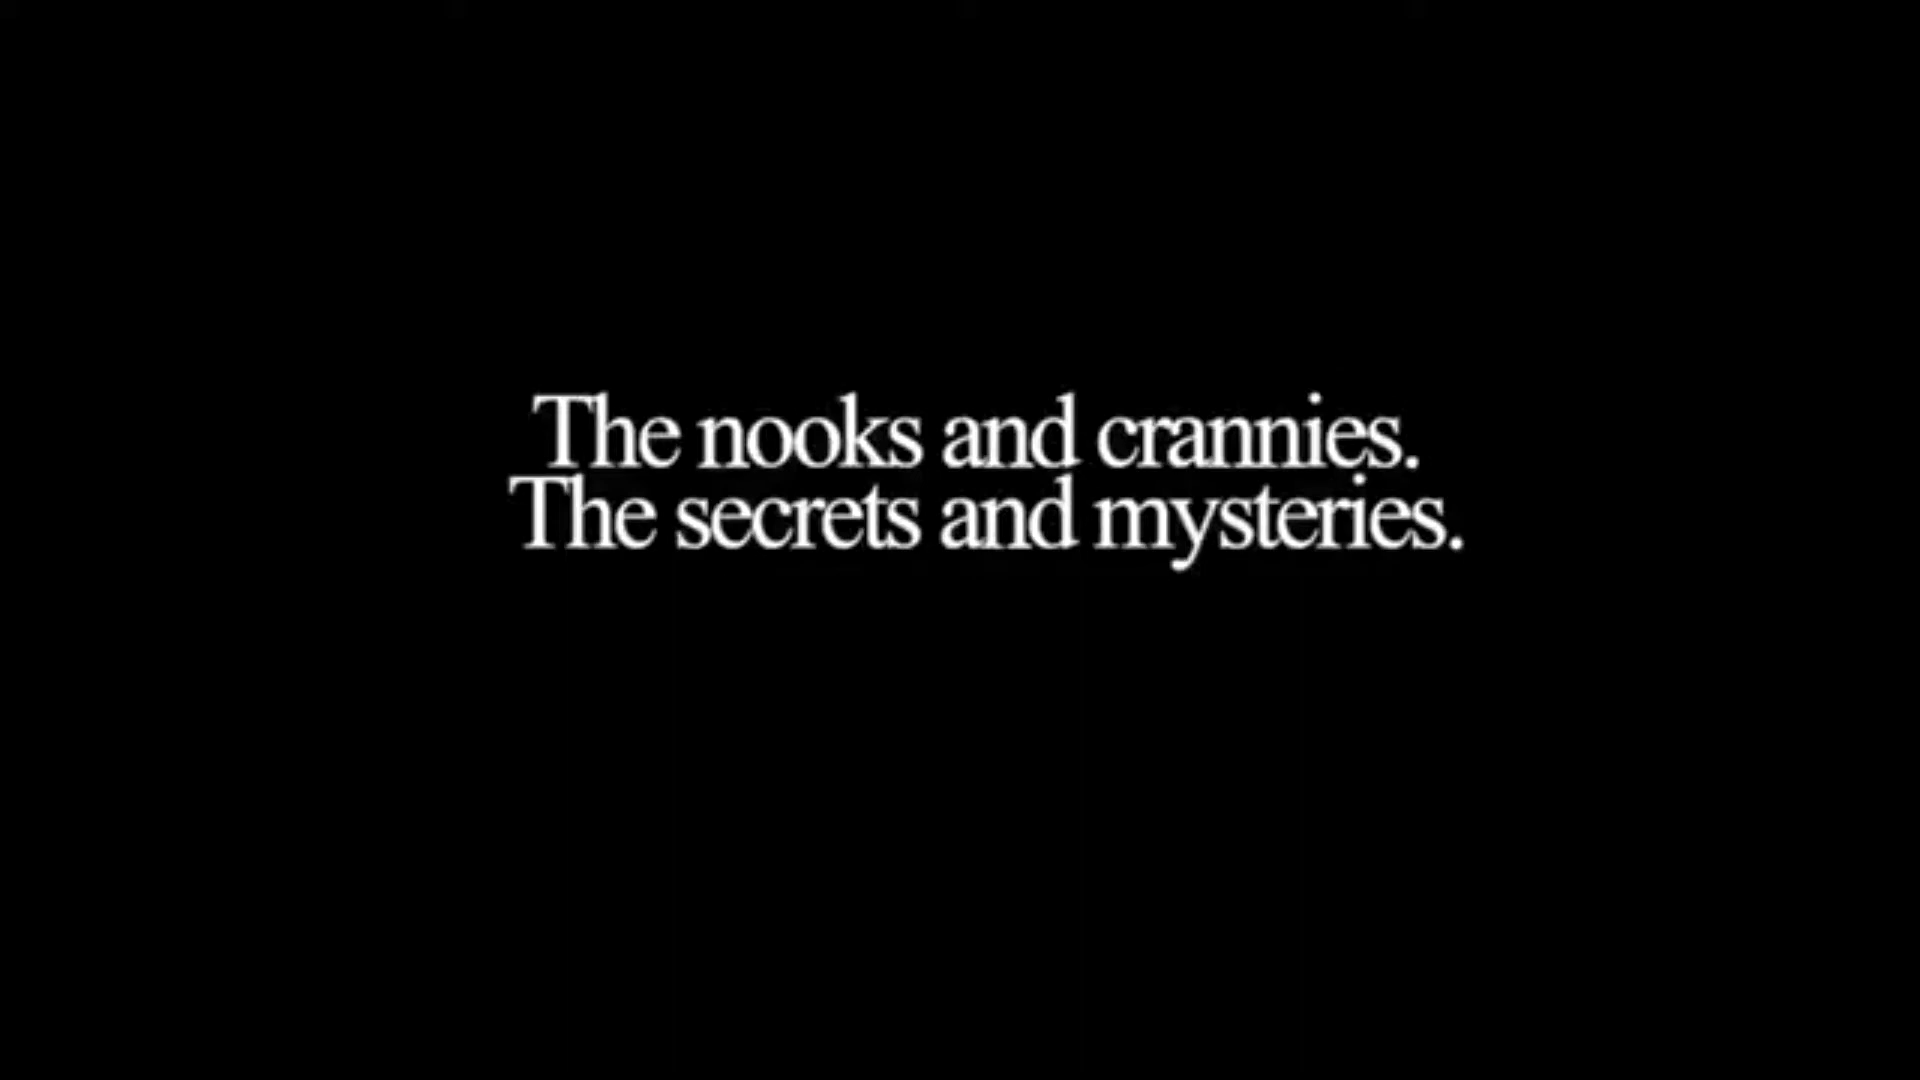 The nooks and crannies.
The secrets and mysteries.